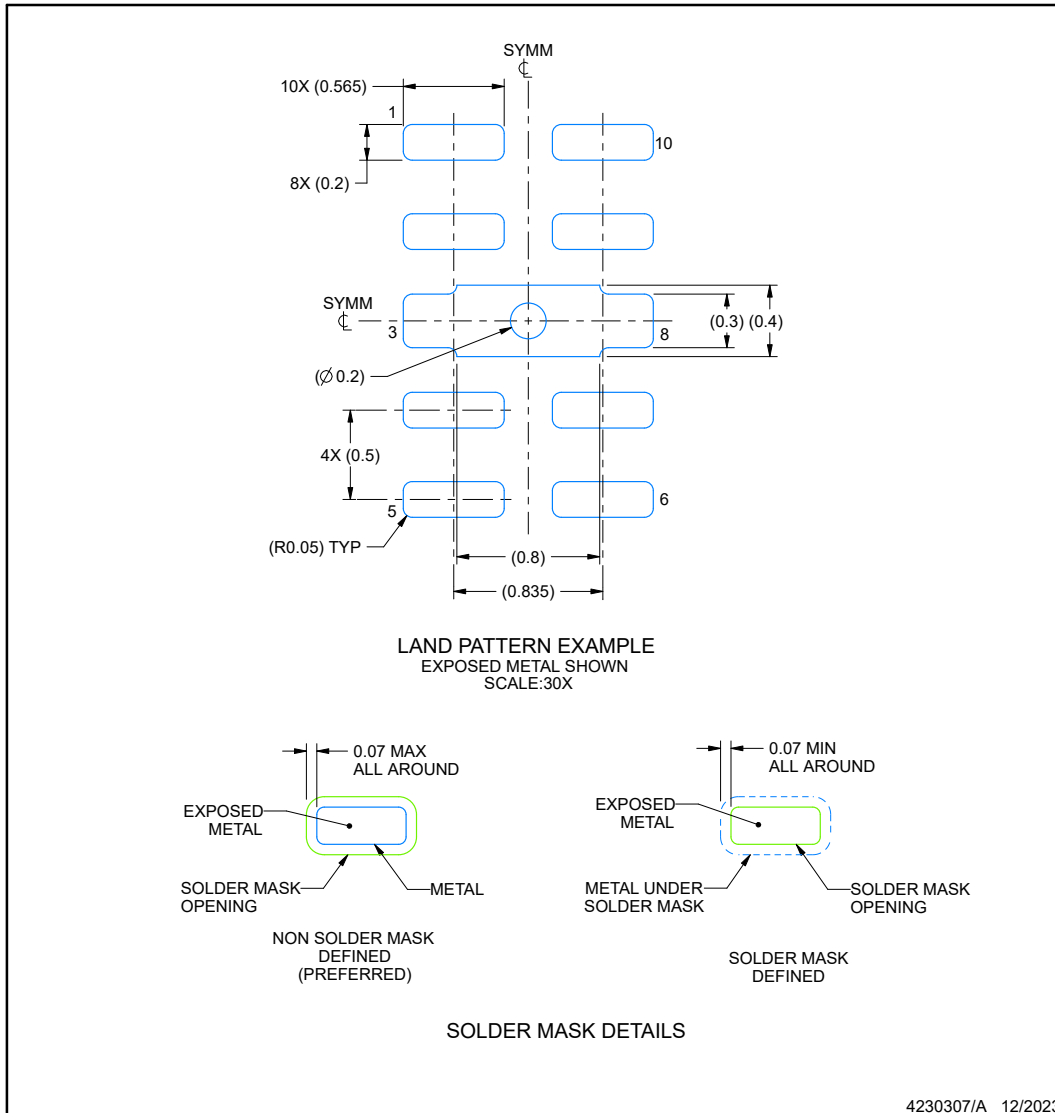 SYMM
℄
10X (0.565)
1
10
8X (0.2)
SYMM
℄
3
8
(0.3) (0.4)
(∅ 0.2)
4X (0.5)
5
6
(R0.05) TYP
(0.8)
(0.835)
LAND PATTERN EXAMPLE
EXPOSED METAL SHOWN
SCALE:30X
0.07 MAX
ALL AROUND
EXPOSED
METAL
SOLDER MASK
OPENING
METAL
NON SOLDER MASK
DEFINED
(PREFERRED)
0.07 MIN
ALL AROUND
EXPOSED
METAL
METAL UNDER
SOLDER MASK
SOLDER MASK
OPENING
SOLDER MASK
DEFINED
SOLDER MASK DETAILS
4230307/A 12/2023